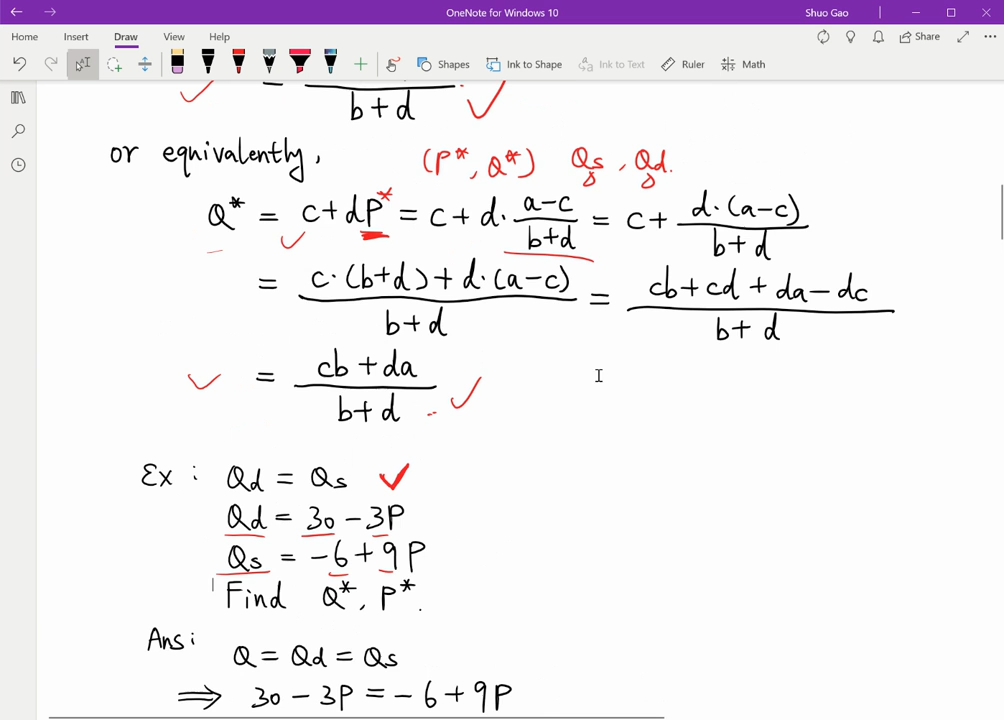 OneNote for Windows 10
Shuo Gao
Home Insert Draw View Help
Share
Shapes Ink to Shape Ink to Text Ruler Math
= b+d
or equivalently, (P*, Q*) Qs, Qd.
Q* = c+dP* = c+d·(a-c)/(b+d) = c+ d·(a-c)/(b+d)
= (c·(b+d)+d·(a-c))/(b+d) = (cb+cd+da-dc)/(b+d)
= (cb+da)/(b+d)
Ex: Qd = Qs
Qd = 30-3P
Qs = -6+9P
Find Q*, P*.
Ans:
Q = Qd = Qs
⟹ 30-3P = -6+9P